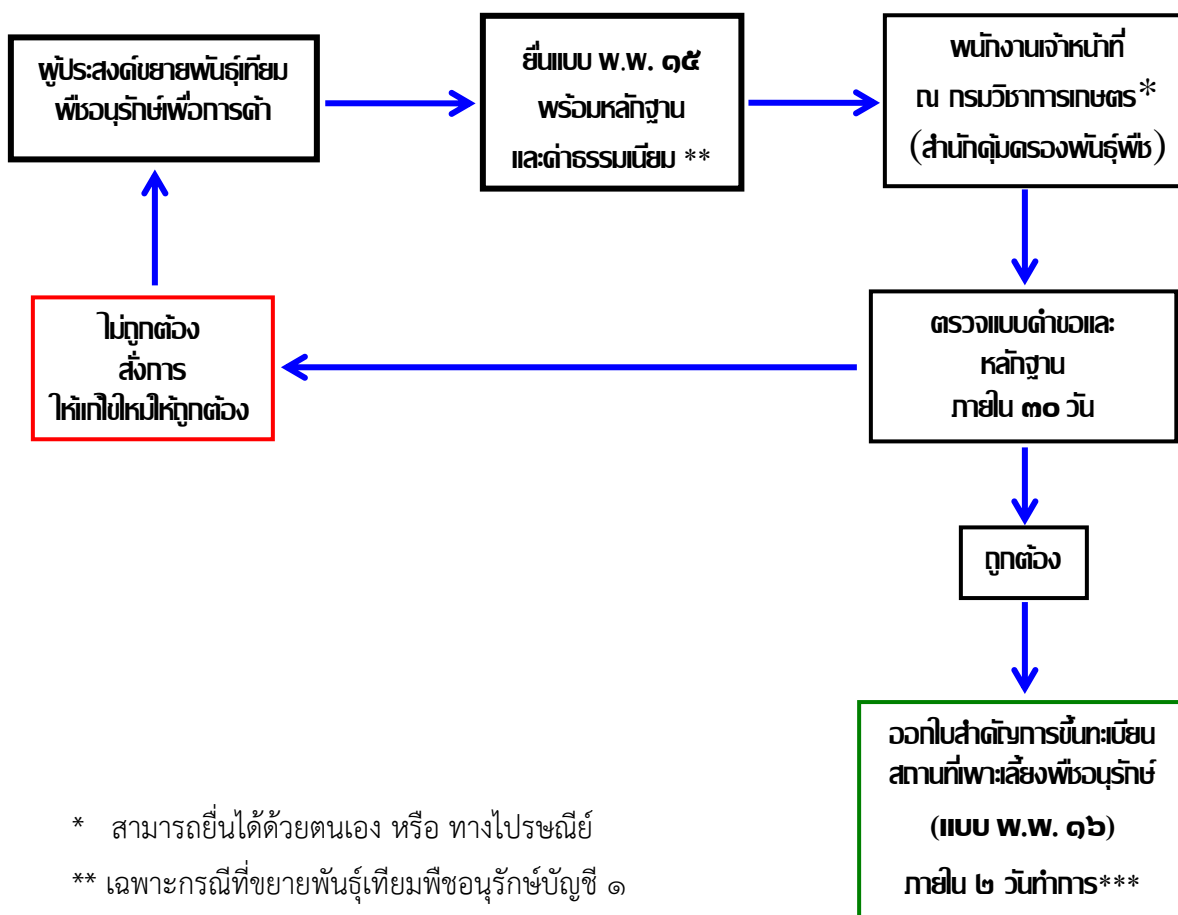 ผู้ประสงค์ขยายพันธุ์เทียม
พืชอนุรักษ์เพื่อการค้า
ยื่นแบบ พ.พ. ๑๕
พร้อมหลักฐาน
และค่าธรรมเนียม **
พนักงานเจ้าหน้าที่
ณ กรมวิชาการเกษตร*
(สำนักคุ้มครองพันธุ์พืช)
ตรวจแบบคำขอและ
หลักฐาน
ภายใน ๓๐ วัน
ไม่ถูกต้อง
สั่งการ
ให้แก้ไขใหม่ให้ถูกต้อง
ถูกต้อง
ออกใบสำคัญการขึ้นทะเบียน
สถานที่เพาะเลี้ยงพืชอนุรักษ์
(แบบ พ.พ. ๑๖)
ภายใน ๒ วันทำการ***
* สามารถยื่นได้ด้วยตนเอง หรือ ทางไปรษณีย์
** เฉพาะกรณีที่ขยายพันธุ์เทียมพืชอนุรักษ์บัญชี ๑